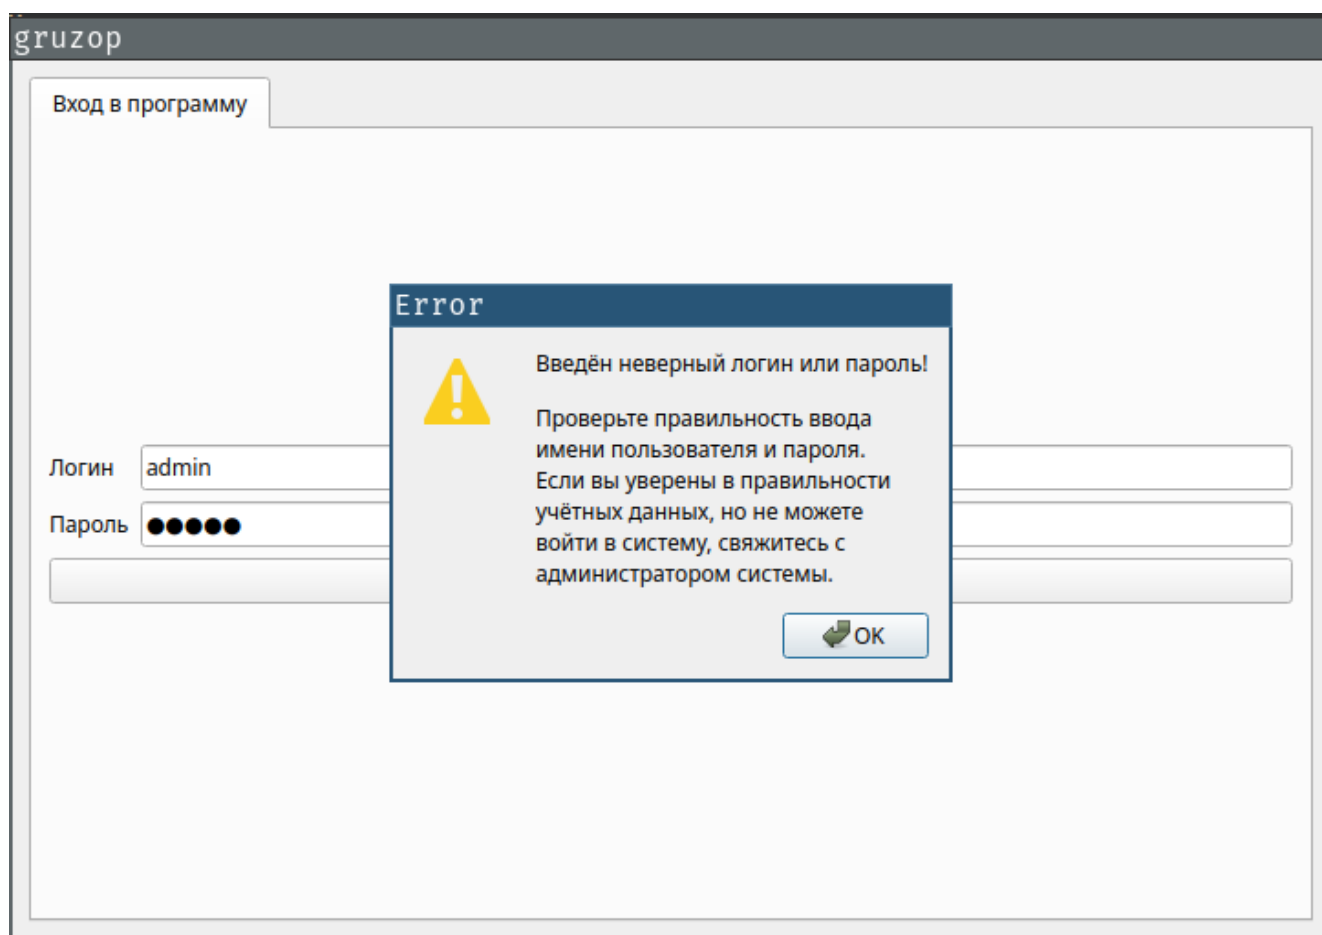 gruzop
Вход в программу
Error
Введён неверный логин или пароль!
Проверьте правильность ввода
имени пользователя и пароля.
Если вы уверены в правильности
учётных данных, но не можете
войти в систему, свяжитесь с
администратором системы.
OK
Логин admin
Пароль ●●●●●